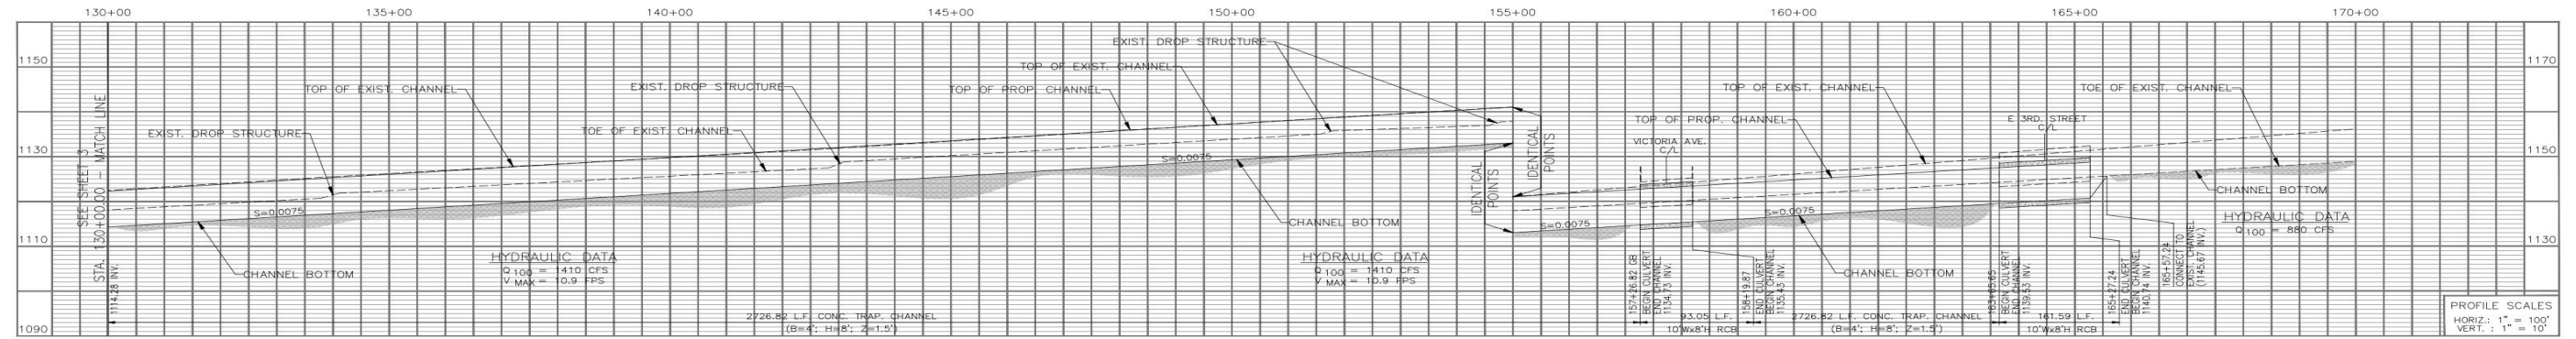 130+00
135+00
140+00
145+00
150+00
155+00
160+00
165+00
170+00
1150
1130
1110
1090
1170
1150
1130
SEE SHEET 3
STA. 130+00.00 - MATCH LINE
1114.28 INV.
EXIST. DROP STRUCTURE
TOP OF EXIST. CHANNEL
S=0.0075
CHANNEL BOTTOM
HYDRAULIC DATA
Q 100 = 1410 CFS
V MAX = 10.9 FPS
EXIST. DROP STRUCTURE
TOE OF EXIST. CHANNEL
2726.82 L.F. CONC. TRAP. CHANNEL
(B=4'; H=8'; Z=1.5')
EXIST. DROP STRUCTURE
TOP OF EXIST. CHANNEL
TOP OF PROP. CHANNEL
S=0.0075
CHANNEL BOTTOM
HYDRAULIC DATA
Q 100 = 1410 CFS
V MAX = 10.9 FPS
IDENTICAL
POINTS
IDENTICAL
POINTS
S=0.0075
VICTORIA AVE.
C/L
TOP OF PROP. CHANNEL
TOP OF EXIST. CHANNEL
S=0.0075
CHANNEL BOTTOM
157+26.82 GB
BEGIN CULVERT
END CHANNEL
1134.73 INV.
93.05 L.F.
10'Wx8'H RCB
158+19.87
END CULVERT
BEGIN CHANNEL
1135.43 INV.
2726.82 L.F. CONC. TRAP. CHANNEL
(B=4'; H=8'; Z=1.5')
E 3RD. STREET
C/L
BEGIN CULVERT
END CHANNEL
1139.53 INV.
161.59 L.F.
10'Wx8'H RCB
165+27.24
END CULVERT
BEGIN CHANNEL
1140.74 INV.
165+57.24
CONNECT TO
EXIST. CHANNEL
(1145.67 INV.)
TOE OF EXIST. CHANNEL
CHANNEL BOTTOM
HYDRAULIC DATA
Q 100 = 880 CFS
PROFILE SCALES
HORIZ.: 1" = 100'
VERT. : 1" = 10'